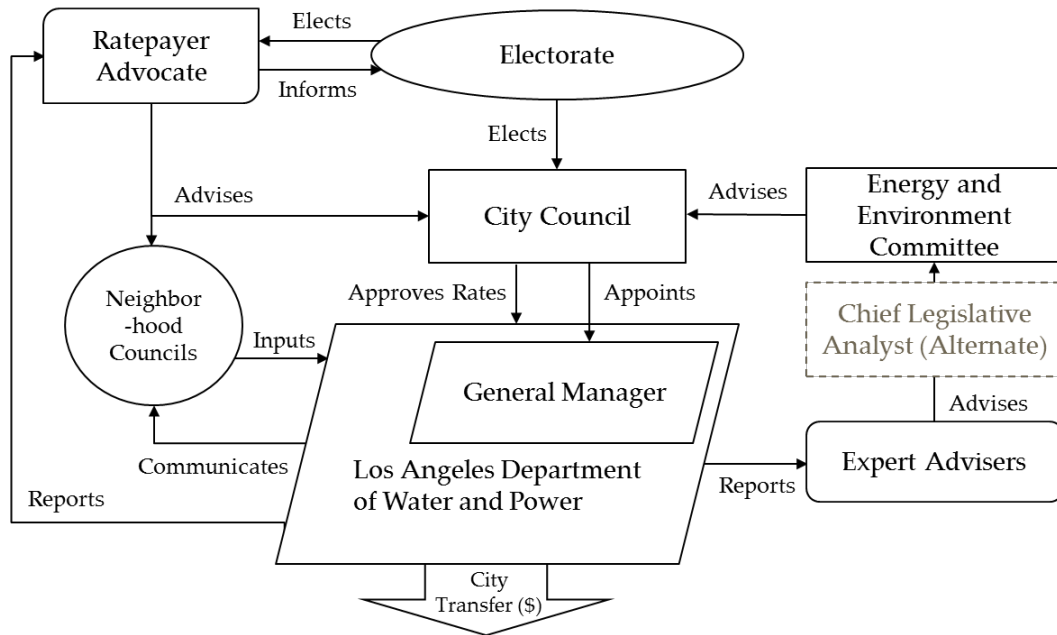 Elects
Ratepayer
Advocate
Electorate
Informs
Elects
Advises
City Council
Advises
Energy and
Environment
Committee
Neighbor
-hood
Councils
Approves Rates
Appoints
Chief Legislative
Analyst (Alternate)
Inputs
General Manager
Advises
Communicates
Los Angeles Department
of Water and Power
Expert Advisers
Reports
Reports
City
Transfer ($)